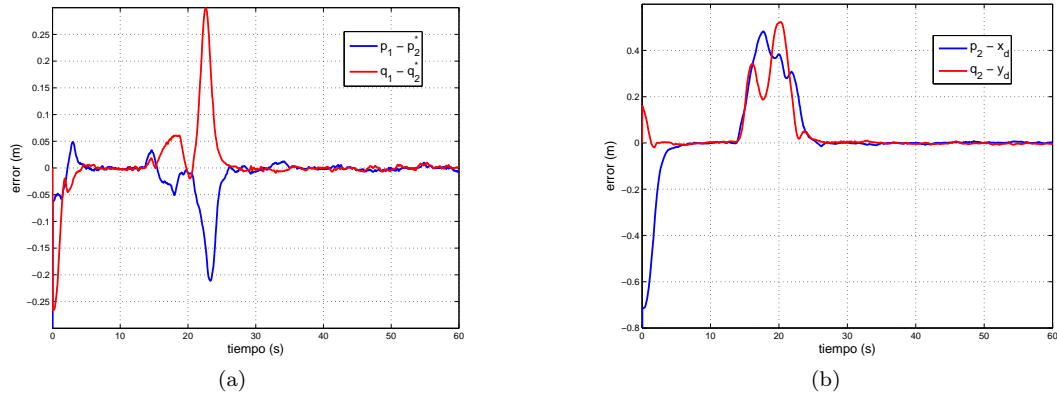 0.25
0.2
0.15
0.1
0.05
0
−0.05
−0.1
−0.15
−0.2
−0.25
error (m)
0 10 20 30 40 50 60
tiempo (s)
p1 − p2*
q1 − q2*
(a)
0.4
0.2
0
−0.2
−0.4
−0.6
−0.8
error (m)
0 10 20 30 40 50 60
tiempo (s)
p2 − xd
q2 − yd
(b)